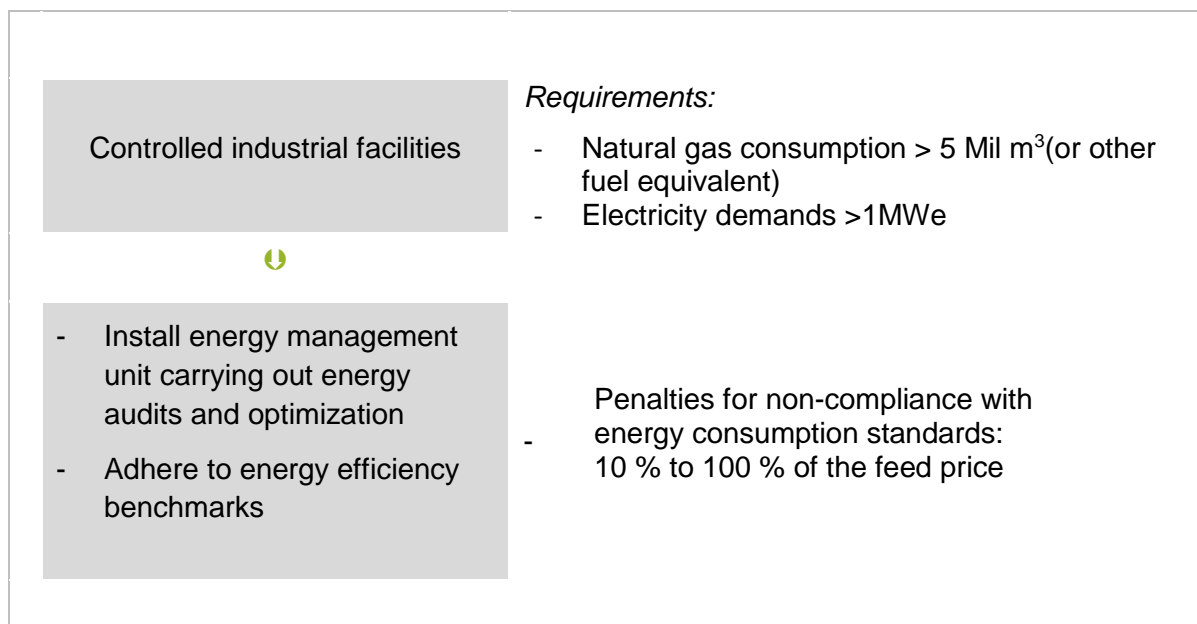 Controlled industrial facilities
Requirements:
- Natural gas consumption > 5 Mil m³(or other
fuel equivalent)
- Electricity demands >1MWe
- Install energy management
unit carrying out energy
audits and optimization
- Adhere to energy efficiency
benchmarks
- Penalties for non-compliance with
energy consumption standards:
10 % to 100 % of the feed price